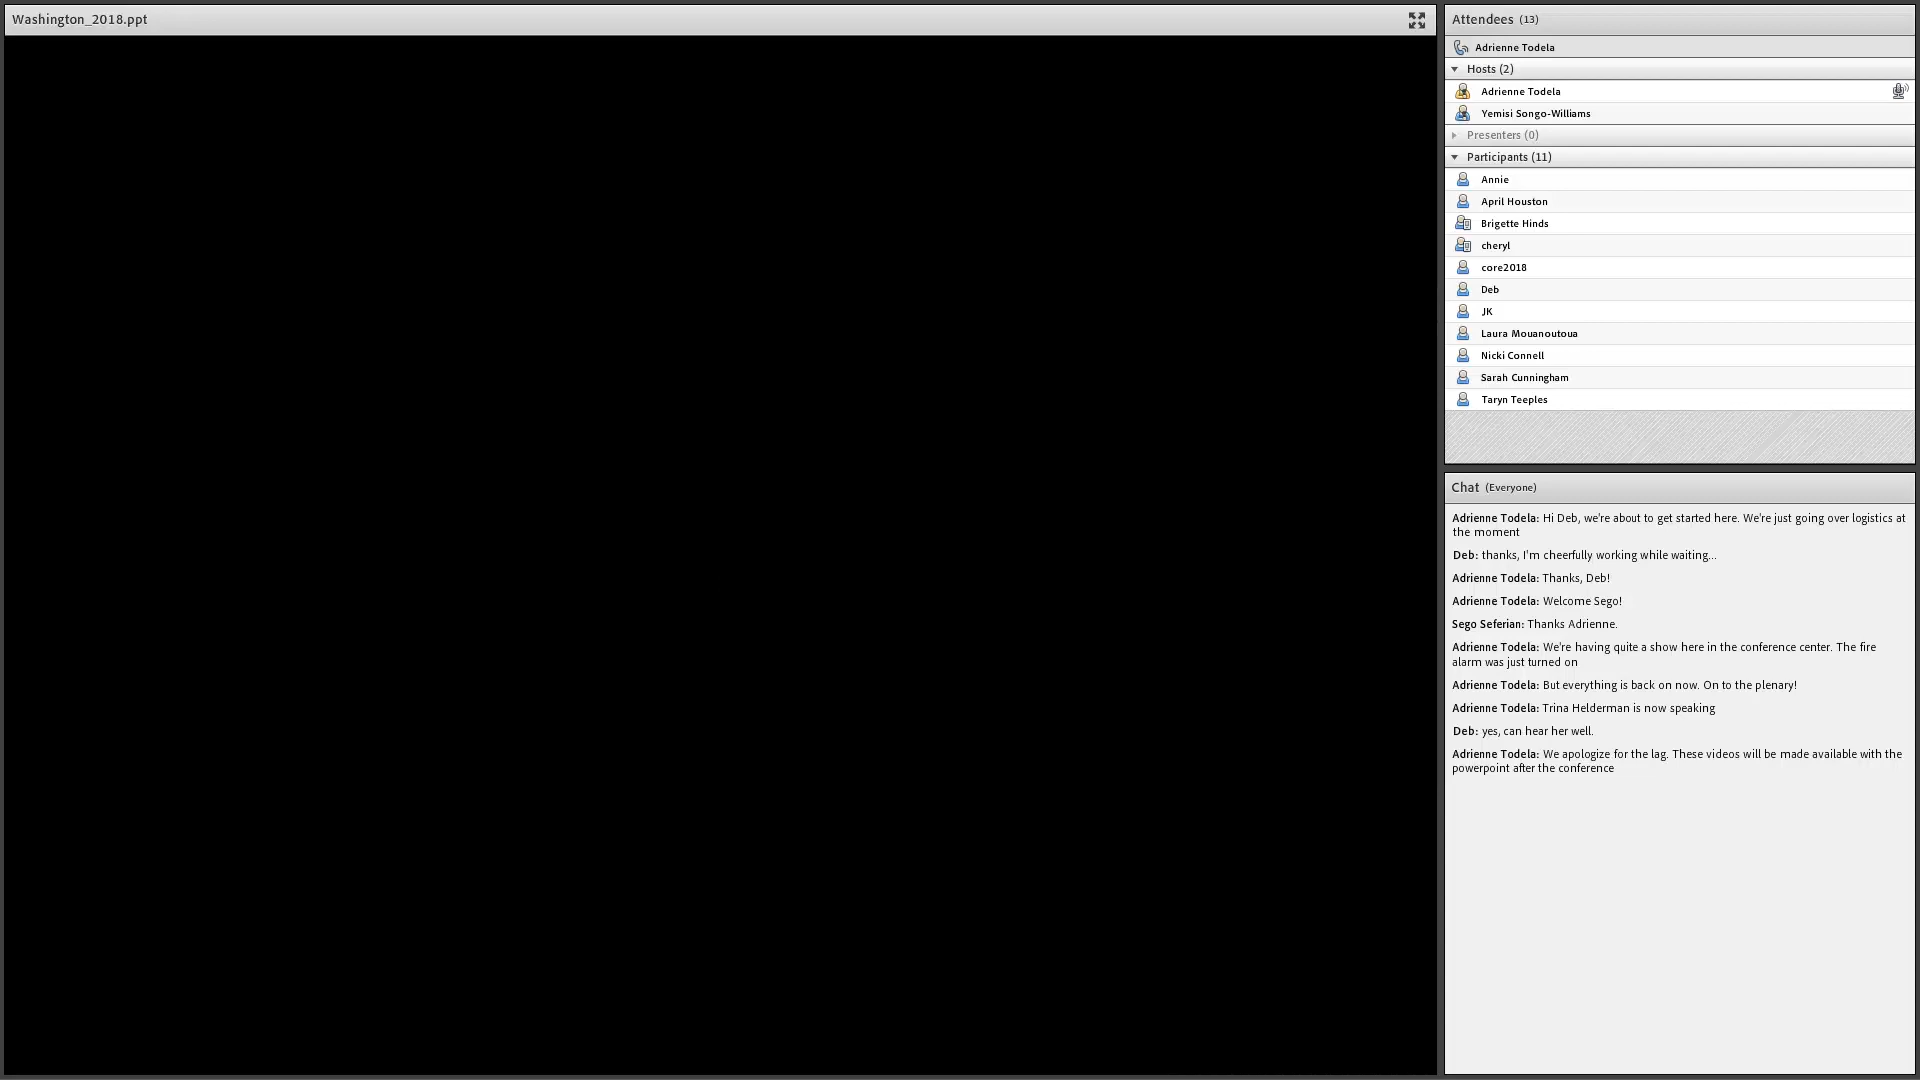 Washington_2018.ppt
Attendees (13)
Adrienne Todela
Hosts (2)
Adrienne Todela
Yemisi Songo-Williams
Presenters (0)
Participants (11)
Annie
April Houston
Brigette Hinds
cheryl
core2018
Deb
JK
Laura Mouanoutoua
Nicki Connell
Sarah Cunningham
Taryn Teeples
Chat (Everyone)
Adrienne Todela: Hi Deb, we're about to get started here. We're just going over logistics at
the moment
Deb: thanks, I'm cheerfully working while waiting...
Adrienne Todela: Thanks, Deb!
Adrienne Todela: Welcome Sego!
Sego Seferian: Thanks Adrienne.
Adrienne Todela: We're having quite a show here in the conference center. The fire
alarm was just turned on
Adrienne Todela: But everything is back on now. On to the plenary!
Adrienne Todela: Trina Helderman is now speaking
Deb: yes, can hear her well.
Adrienne Todela: We apologize for the lag. These videos will be made available with the
powerpoint after the conference